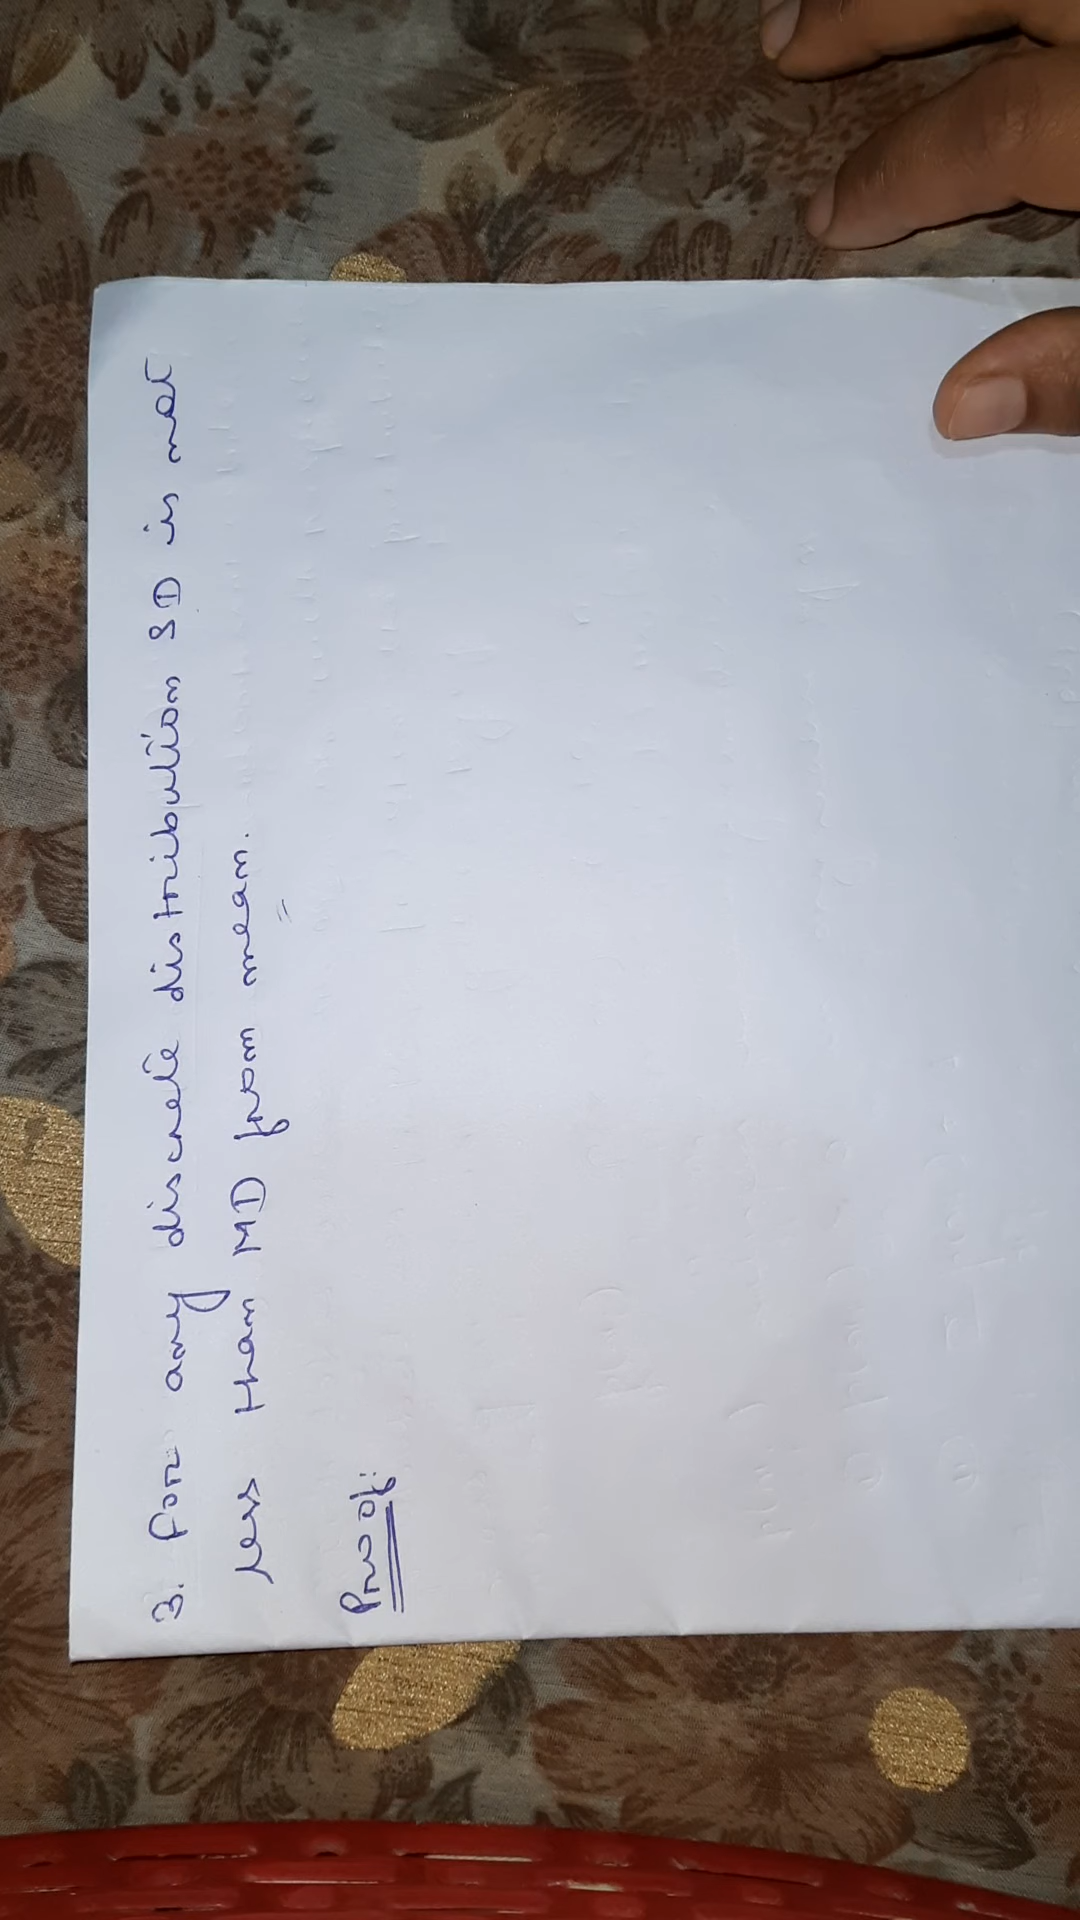 3. For any discrete distribution SD is not
less than MD from mean.
Proof: